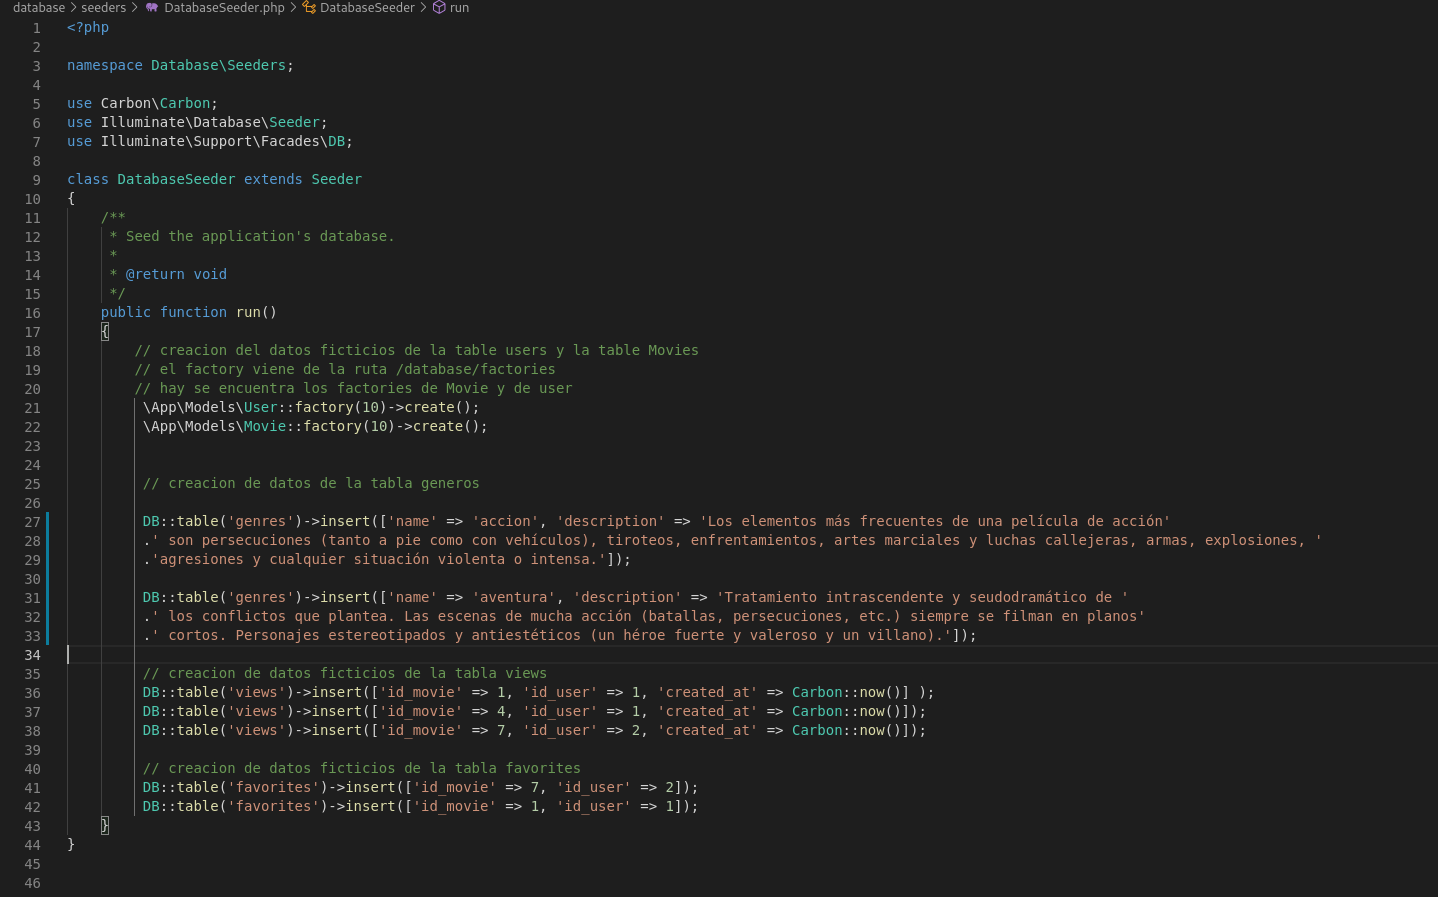 database > seeders > DatabaseSeeder.php > DatabaseSeeder > run
1 <?php
2
3 namespace Database\Seeders;
4
5 use Carbon\Carbon;
6 use Illuminate\Database\Seeder;
7 use Illuminate\Support\Facades\DB;
8
9 class DatabaseSeeder extends Seeder
10 {
11     /**
12      * Seed the application's database.
13      *
14      * @return void
15      */
16     public function run()
17     {
18         // creacion del datos ficticios de la table users y la table Movies
19         // el factory viene de la ruta /database/factories
20         // hay se encuentra los factories de Movie y de user
21          \App\Models\User::factory(10)->create();
22          \App\Models\Movie::factory(10)->create();
23
24
25          // creacion de datos de la tabla generos
26
27          DB::table('genres')->insert(['name' => 'accion', 'description' => 'Los elementos más frecuentes de una película de acción'
28          .' son persecuciones (tanto a pie como con vehículos), tiroteos, enfrentamientos, artes marciales y luchas callejeras, armas, explosiones, '
29          .'agresiones y cualquier situación violenta o intensa.']);
30
31          DB::table('genres')->insert(['name' => 'aventura', 'description' => 'Tratamiento intrascendente y seudodramático de '
32          .' los conflictos que plantea. Las escenas de mucha acción (batallas, persecuciones, etc.) siempre se filman en planos'
33          .' cortos. Personajes estereotipados y antiestéticos (un héroe fuerte y valeroso y un villano).']);
34
35          // creacion de datos ficticios de la tabla views
36          DB::table('views')->insert(['id_movie' => 1, 'id_user' => 1, 'created_at' => Carbon::now()] );
37          DB::table('views')->insert(['id_movie' => 4, 'id_user' => 1, 'created_at' => Carbon::now()]);
38          DB::table('views')->insert(['id_movie' => 7, 'id_user' => 2, 'created_at' => Carbon::now()]);
39
40          // creacion de datos ficticios de la tabla favorites
41          DB::table('favorites')->insert(['id_movie' => 7, 'id_user' => 2]);
42          DB::table('favorites')->insert(['id_movie' => 1, 'id_user' => 1]);
43     }
44 }
45
46